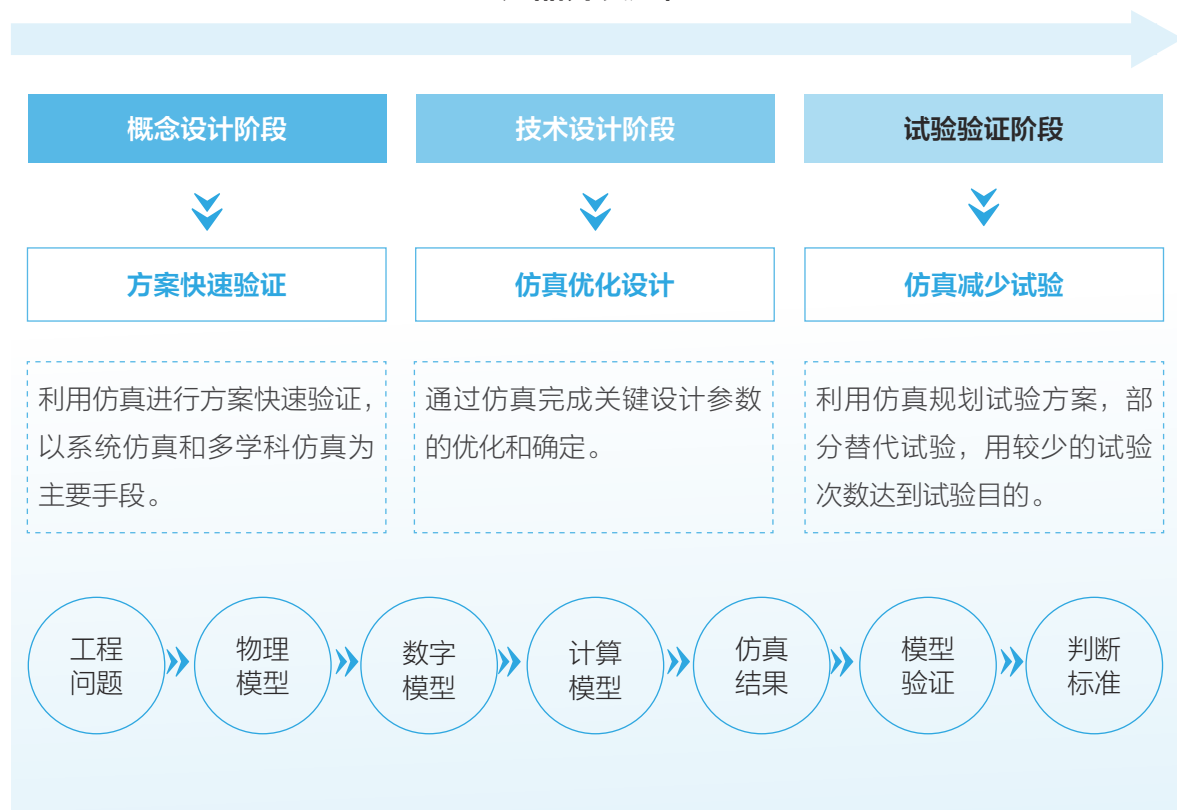 概念设计阶段
技术设计阶段
试验验证阶段
方案快速验证
仿真优化设计
仿真减少试验
利用仿真进行方案快速验证，
以系统仿真和多学科仿真为
主要手段。
通过仿真完成关键设计参数
的优化和确定。
利用仿真规划试验方案，部
分替代试验，用较少的试验
次数达到试验目的。
工程
问题
物理
模型
数字
模型
计算
模型
仿真
结果
模型
验证
判断
标准